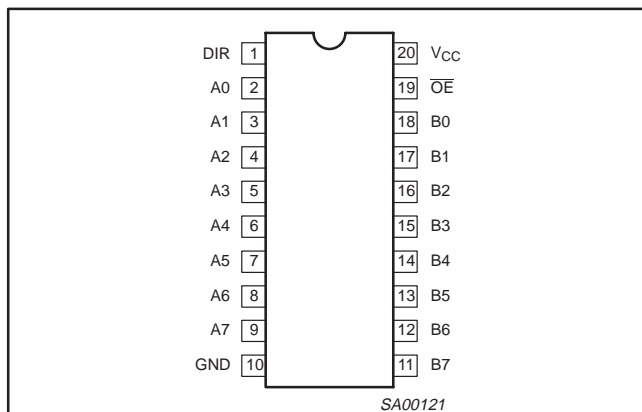 DIR 1 20 VCC
A0 2 19 O̅E̅
A1 3 18 B0
A2 4 17 B1
A3 5 16 B2
A4 6 15 B3
A5 7 14 B4
A6 8 13 B5
A7 9 12 B6
GND 10 11 B7
SA00121